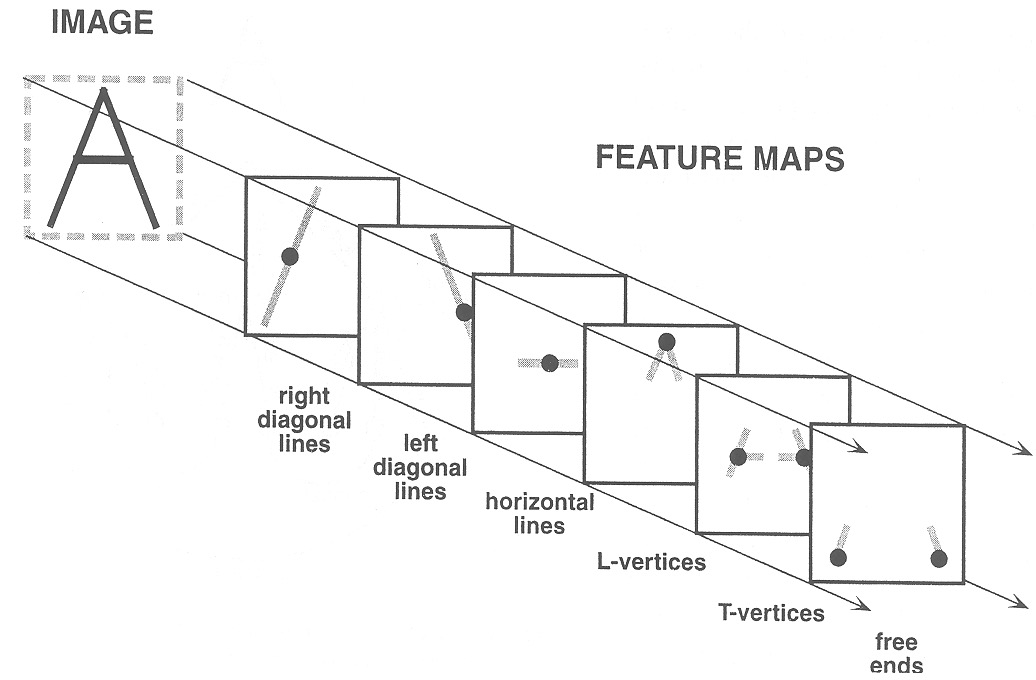 IMAGE
A
FEATURE MAPS
right
diagonal
lines
left
diagonal
lines
horizontal
lines
L-vertices
T-vertices
free
ends